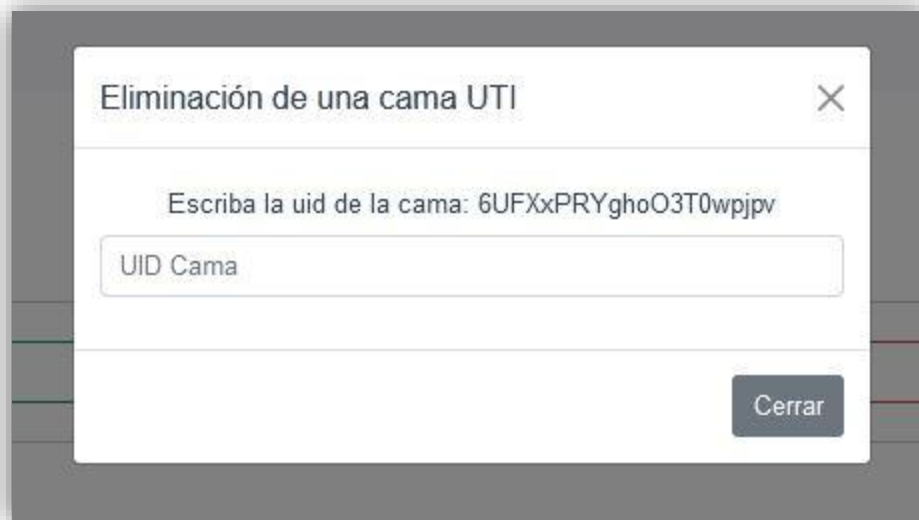 Eliminación de una cama UTI
Escriba la uid de la cama: 6UFXxPRYghoO3T0wpjpv
UID Cama
Cerrar